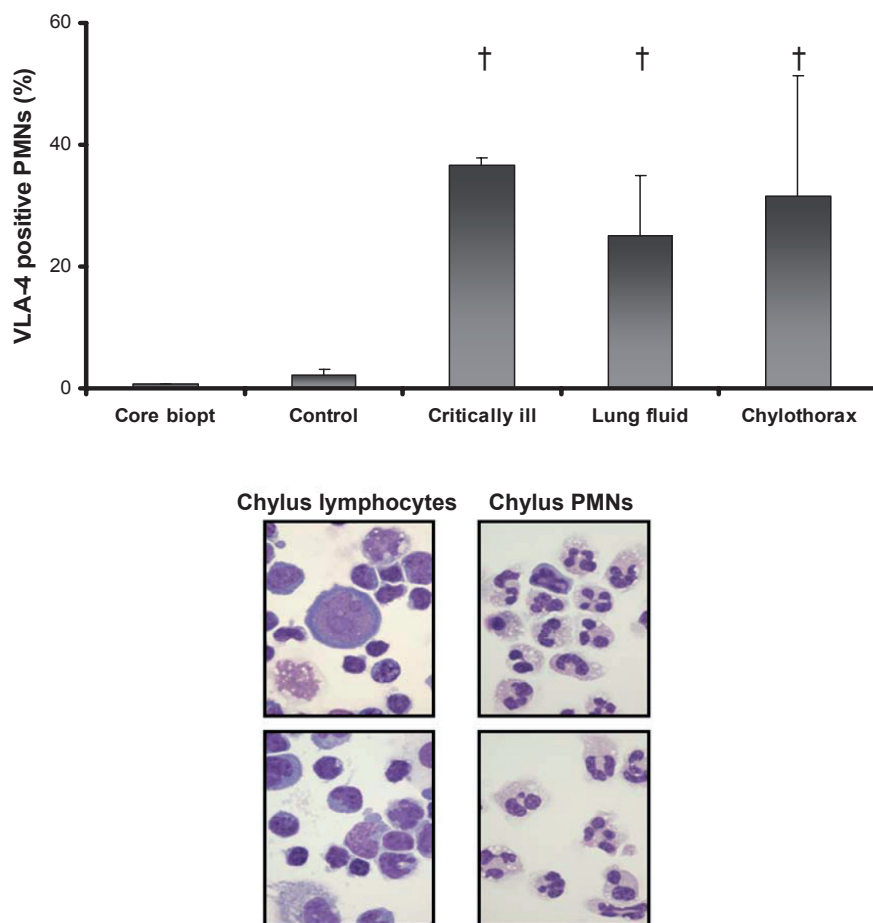 60
† † †
40
20
0
VLA-4 positive PMNs (%)
Core biopt Control Critically ill Lung fluid Chylothorax
Chylus lymphocytes Chylus PMNs